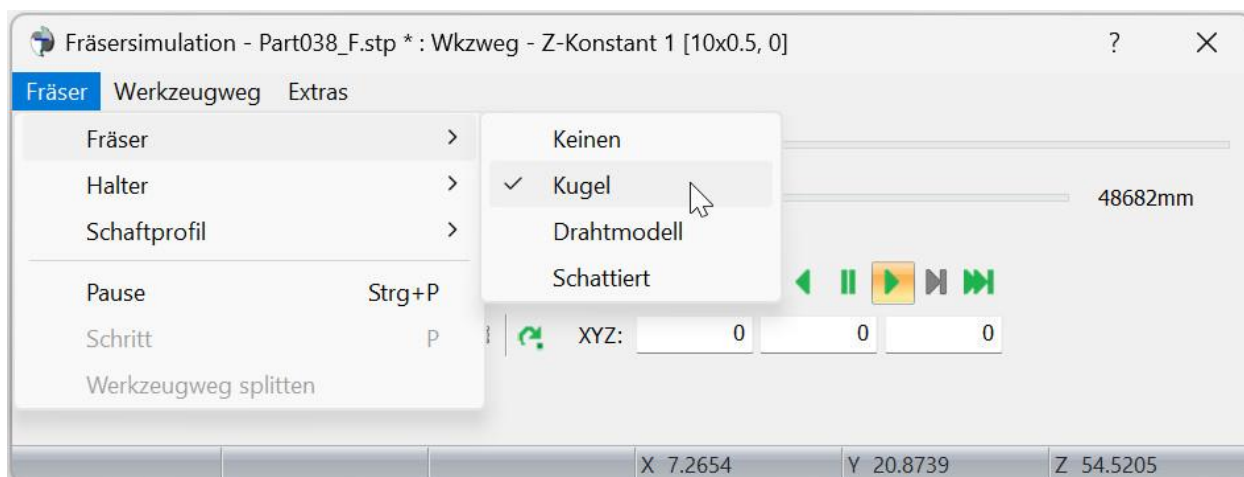 Fräsersimulation - Part038_F.stp * : Wkzweg - Z-Konstant 1 [10x0.5, 0] ?
Fräser Werkzeugweg Extras
Fräser
Halter
Schaftprofil
Pause Strg+P
Schritt P
Werkzeugweg splitten
Keinen
Kugel
Drahtmodell
Schattiert
48682mm
XYZ: 0 0 0
X 7.2654 Y 20.8739 Z 54.5205